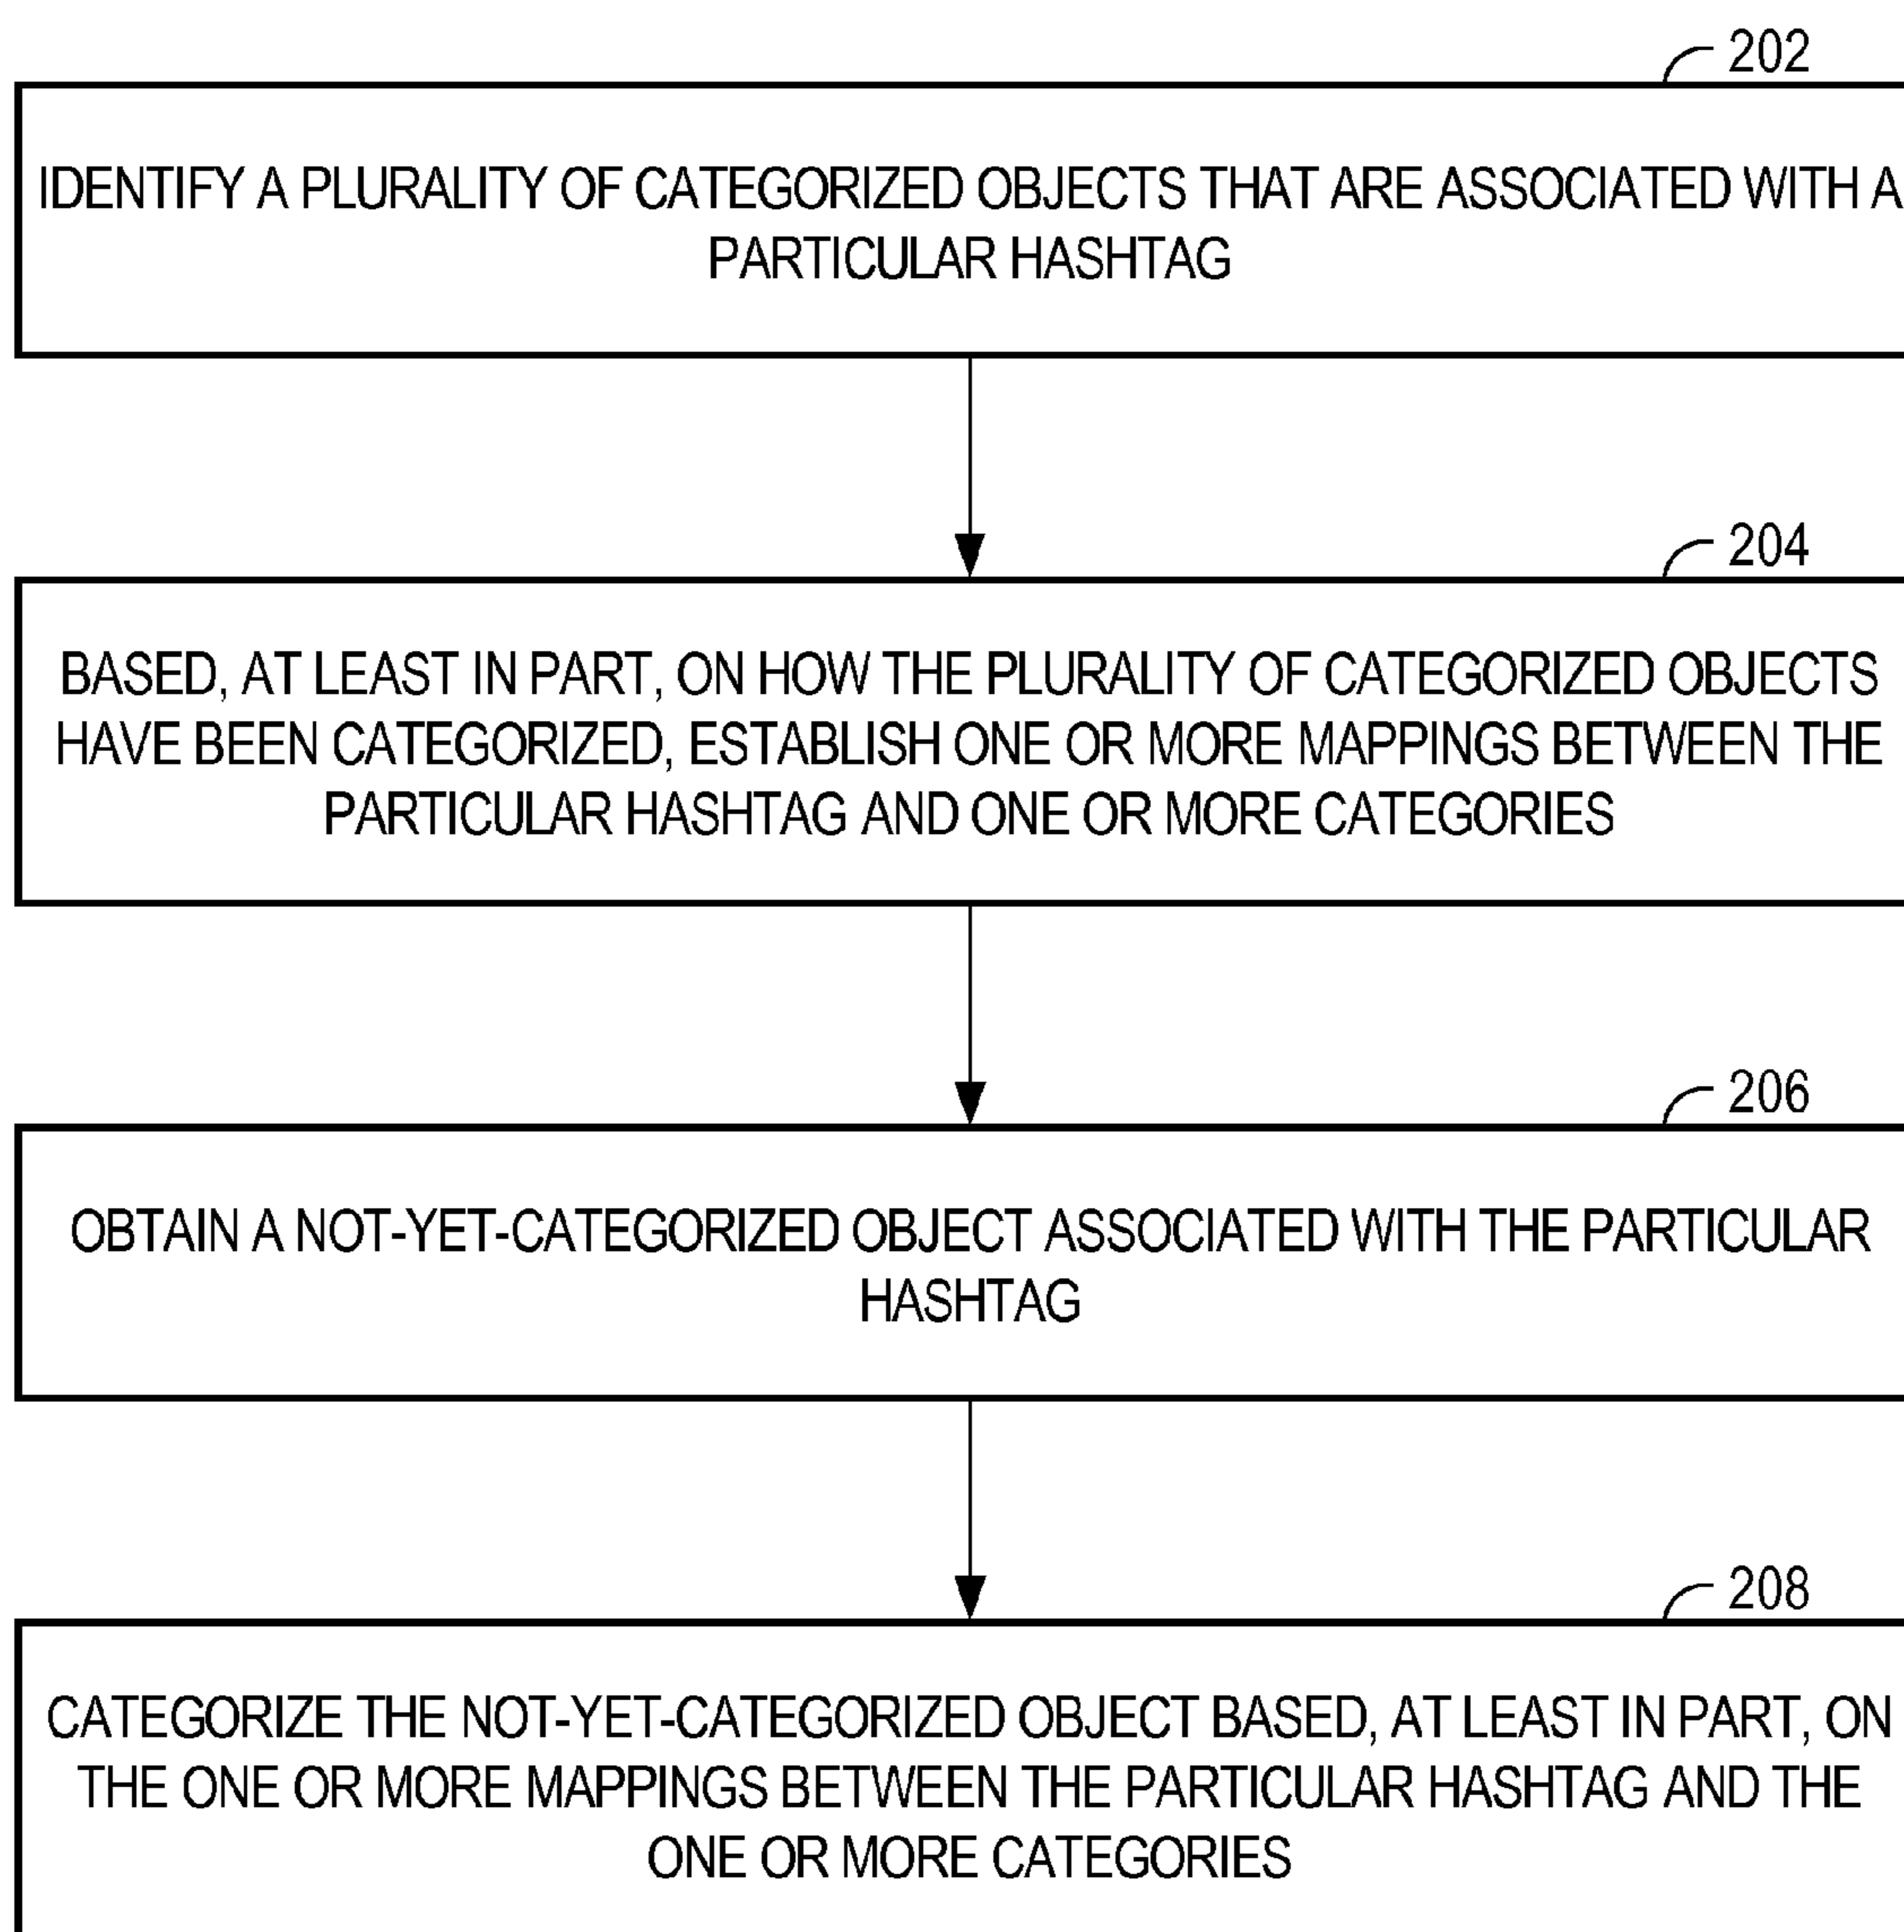 202
IDENTIFY A PLURALITY OF CATEGORIZED OBJECTS THAT ARE ASSOCIATED WITH A
PARTICULAR HASHTAG
204
BASED, AT LEAST IN PART, ON HOW THE PLURALITY OF CATEGORIZED OBJECTS
HAVE BEEN CATEGORIZED, ESTABLISH ONE OR MORE MAPPINGS BETWEEN THE
PARTICULAR HASHTAG AND ONE OR MORE CATEGORIES
206
OBTAIN A NOT-YET-CATEGORIZED OBJECT ASSOCIATED WITH THE PARTICULAR
HASHTAG
208
CATEGORIZE THE NOT-YET-CATEGORIZED OBJECT BASED, AT LEAST IN PART, ON
THE ONE OR MORE MAPPINGS BETWEEN THE PARTICULAR HASHTAG AND THE
ONE OR MORE CATEGORIES